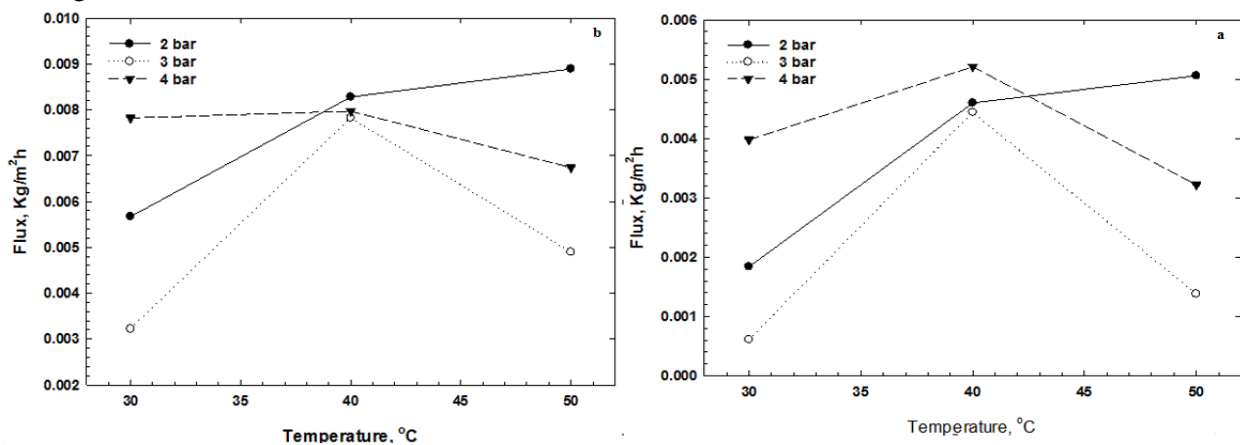 b
2 bar
3 bar
4 bar
0.010
0.009
0.008
0.007
0.006
0.005
0.004
0.003
0.002
Flux, Kg/m²h
30 35 40 45 50
Temperature, °C
a
2 bar
3 bar
4 bar
0.006
0.005
0.004
0.003
0.002
0.001
0.000
Flux, Kg/m²h
30 35 40 45 50
Temperature, °C